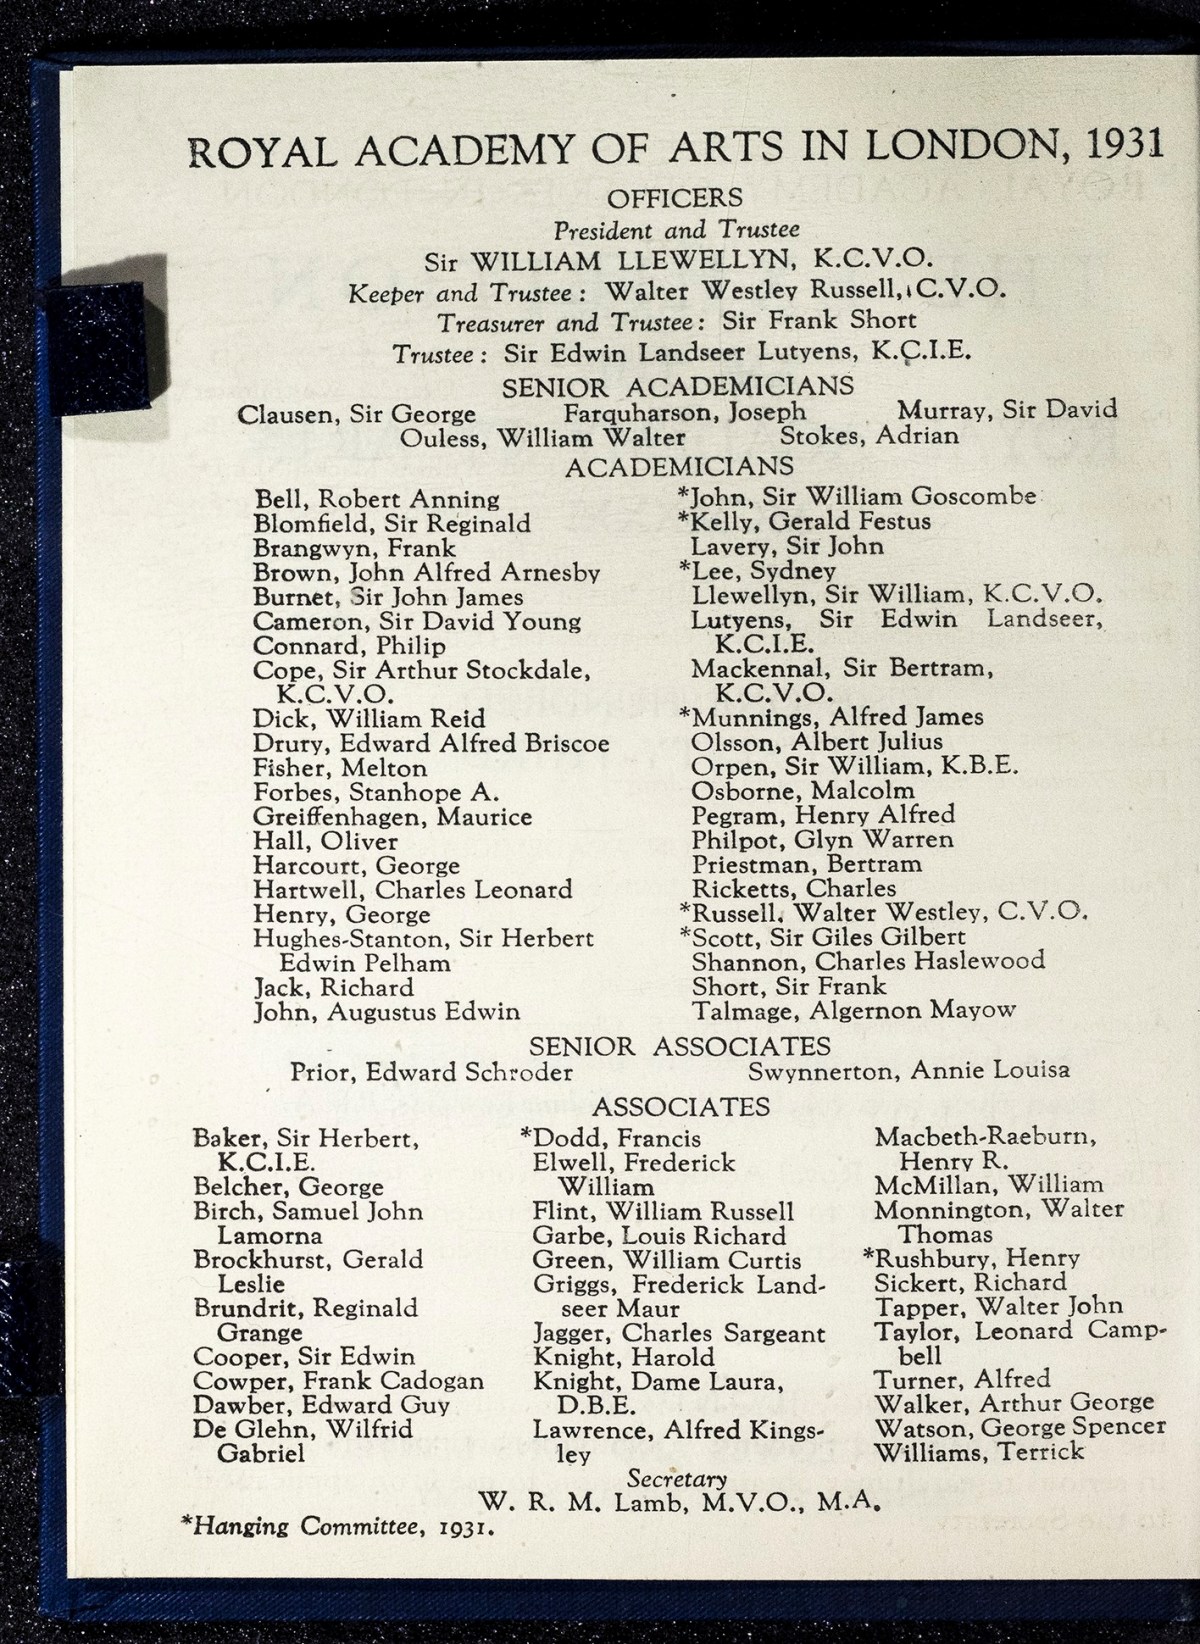 ROYAL ACADEMY OF ARTS IN LONDON, 1931
OFFICERS
President and Trustee
Sir WILLIAM LLEWELLYN, K.C.V.O.
Keeper and Trustee: Walter Westley Russell, C.V.O.
Treasurer and Trustee: Sir Frank Short
Trustee: Sir Edwin Landseer Lutyens, K.C.I.E.
SENIOR ACADEMICIANS
Clausen, Sir George Farquharson, Joseph Murray, Sir David
Ouless, William Walter Stokes, Adrian
ACADEMICIANS
Bell, Robert Anning
Blomfield, Sir Reginald
Brangwyn, Frank
Brown, John Alfred Arnesby
Burnet, Sir John James
Cameron, Sir David Young
Connard, Philip
Cope, Sir Arthur Stockdale,
K.C.V.O.
Dick, William Reid
Drury, Edward Alfred Briscoe
Fisher, Melton
Forbes, Stanhope A.
Greiffenhagen, Maurice
Hall, Oliver
Harcourt, George
Hartwell, Charles Leonard
Henry, George
Hughes-Stanton, Sir Herbert
Edwin Pelham
Jack, Richard
John, Augustus Edwin
*John, Sir William Goscombe
*Kelly, Gerald Festus
Lavery, Sir John
*Lee, Sydney
Llewellyn, Sir William, K.C.V.O.
Lutyens, Sir Edwin Landseer,
K.C.I.E.
Mackennal, Sir Bertram,
K.C.V.O.
*Munnings, Alfred James
Olsson, Albert Julius
Orpen, Sir William, K.B.E.
Osborne, Malcolm
Pegram, Henry Alfred
Philpot, Glyn Warren
Priestman, Bertram
Ricketts, Charles
*Russell, Walter Westley, C.V.O.
*Scott, Sir Giles Gilbert
Shannon, Charles Haslewood
Short, Sir Frank
Talmage, Algernon Mayow
SENIOR ASSOCIATES
Prior, Edward Schroder Swynnerton, Annie Louisa
ASSOCIATES
Baker, Sir Herbert,
K.C.I.E.
Belcher, George
Birch, Samuel John
Lamorna
Brockhurst, Gerald
Leslie
Brundrit, Reginald
Grange
Cooper, Sir Edwin
Cowper, Frank Cadogan
Dawber, Edward Guy
De Glehn, Wilfrid
Gabriel
*Dodd, Francis
Elwell, Frederick
William
Flint, William Russell
Garbe, Louis Richard
Green, William Curtis
Griggs, Frederick Land-
seer Maur
Jagger, Charles Sargeant
Knight, Harold
Knight, Dame Laura,
D.B.E.
Lawrence, Alfred Kings-
ley
Macbeth-Raeburn,
Henry R.
McMillan, William
Monnington, Walter
Thomas
*Rushbury, Henry
Sickert, Richard
Tapper, Walter John
Taylor, Leonard Camp-
bell
Turner, Alfred
Walker, Arthur George
Watson, George Spencer
Williams, Terrick
Secretary
W. R. M. Lamb, M.V.O., M.A.
*Hanging Committee, 1931.